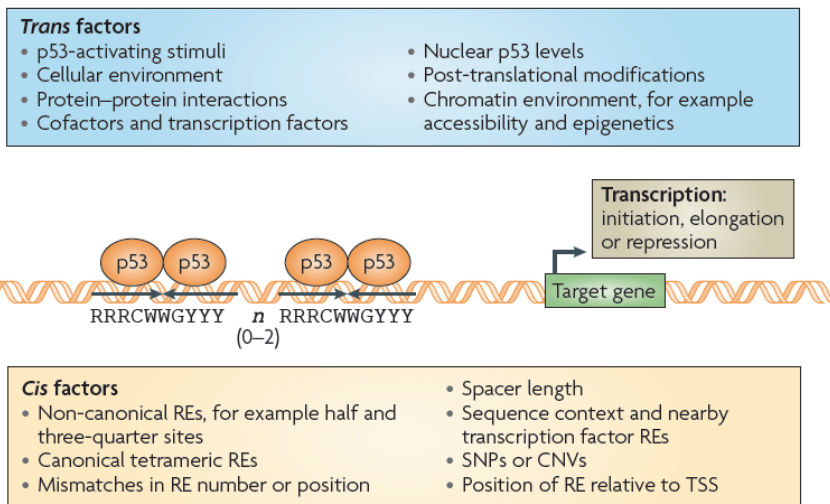 Trans factors
• p53-activating stimuli
• Cellular environment
• Protein–protein interactions
• Cofactors and transcription factors
• Nuclear p53 levels
• Post-translational modifications
• Chromatin environment, for example
accessibility and epigenetics
Transcription:
initiation, elongation
or repression
p53 p53 p53 p53
Target gene
RRRCWWGYYY n RRRCWWGYYY
(0–2)
Cis factors
• Non-canonical REs, for example half and
three-quarter sites
• Canonical tetrameric REs
• Mismatches in RE number or position
• Spacer length
• Sequence context and nearby
transcription factor REs
• SNPs or CNVs
• Position of RE relative to TSS